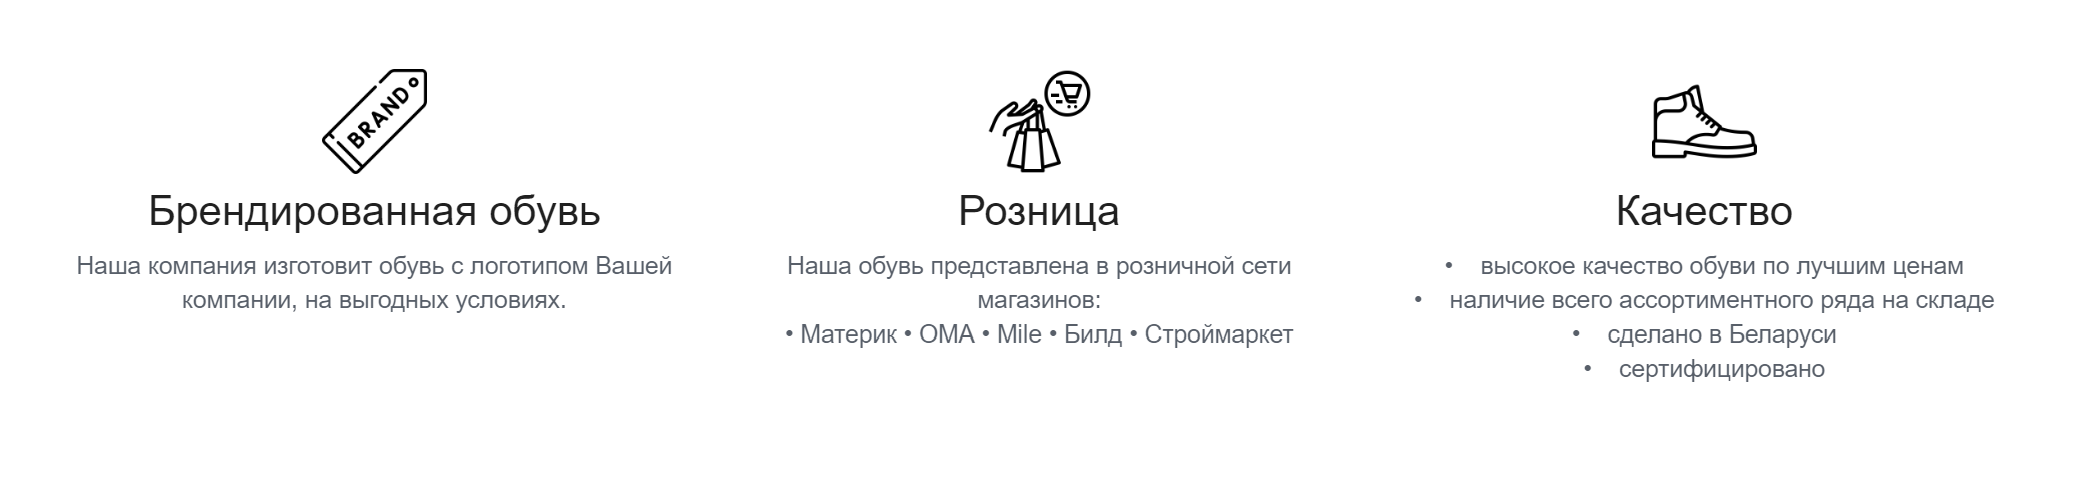 BRAND
Брендированная обувь
Наша компания изготовит обувь с логотипом Вашей
компании, на выгодных условиях.
Розница
Наша обувь представлена в розничной сети
магазинов:
• Материк • ОМА • Mile • Билд • Строймаркет
Качество
• высокое качество обуви по лучшим ценам
• наличие всего ассортиментного ряда на складе
• сделано в Беларуси
• сертифицировано